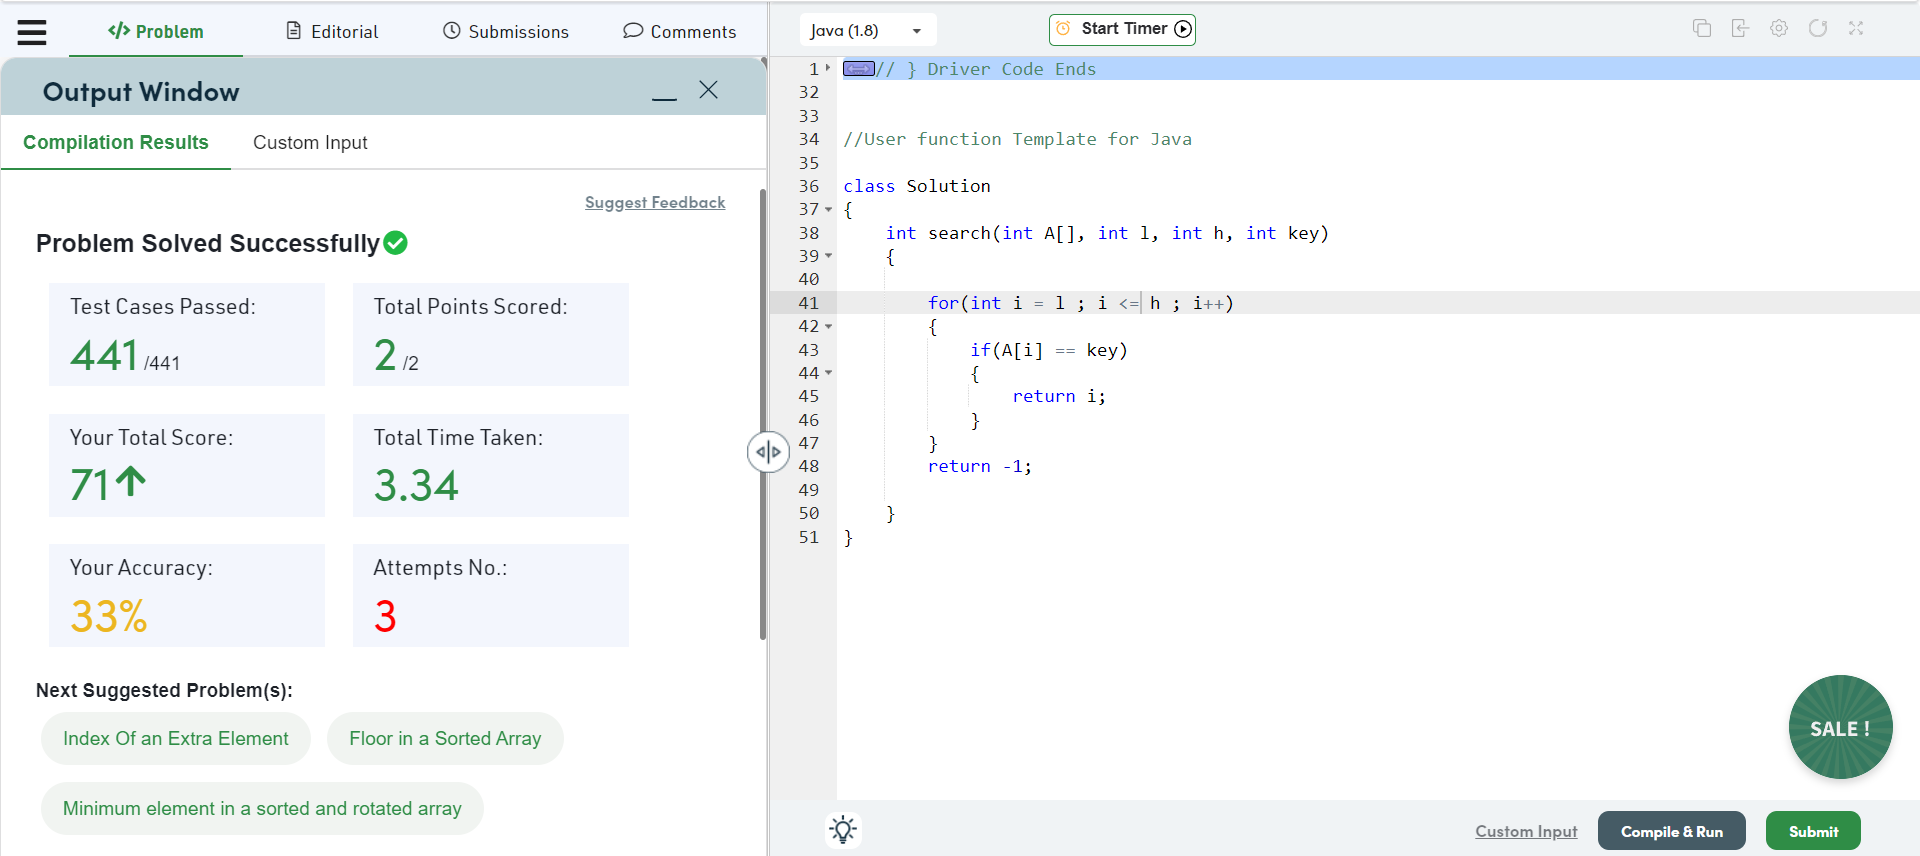 </> Problem
Editorial
Submissions
Comments
Output Window
Compilation Results
Custom Input
Suggest Feedback
Problem Solved Successfully
Test Cases Passed:
441 /441
Total Points Scored:
2 /2
Your Total Score:
71
Total Time Taken:
3.34
Your Accuracy:
33%
Attempts No.:
3
Next Suggested Problem(s):
Index Of an Extra Element
Floor in a Sorted Array
Minimum element in a sorted and rotated array
Java (1.8)
Start Timer
1 // } Driver Code Ends
32
33
34 //User function Template for Java
35
36 class Solution
37 {
38     int search(int A[], int l, int h, int key)
39     {
40
41         for(int i = l ; i <= h ; i++)
42         {
43             if(A[i] == key)
44             {
45                 return i;
46             }
47         }
48         return -1;
49
50     }
51 }
SALE !
Custom Input
Compile & Run
Submit